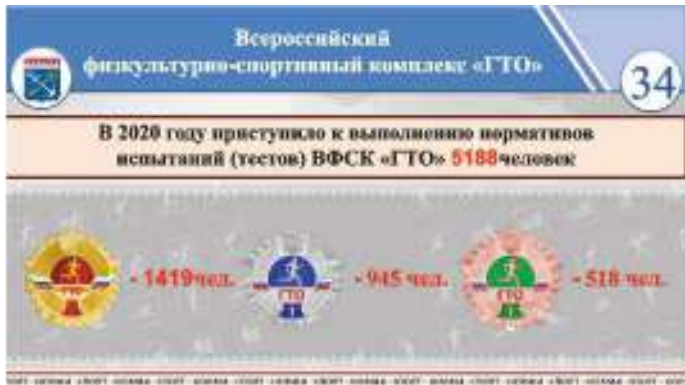 Всероссийский
физкультурно-спортивный комплекс «ГТО»
34
В 2020 году приступило к выполнению нормативов
испытаний (тестов) ВФСК «ГТО» 5188человек
- 1419чел. - 945 чел. - 518 чел.
ГТО ГТО ГТО